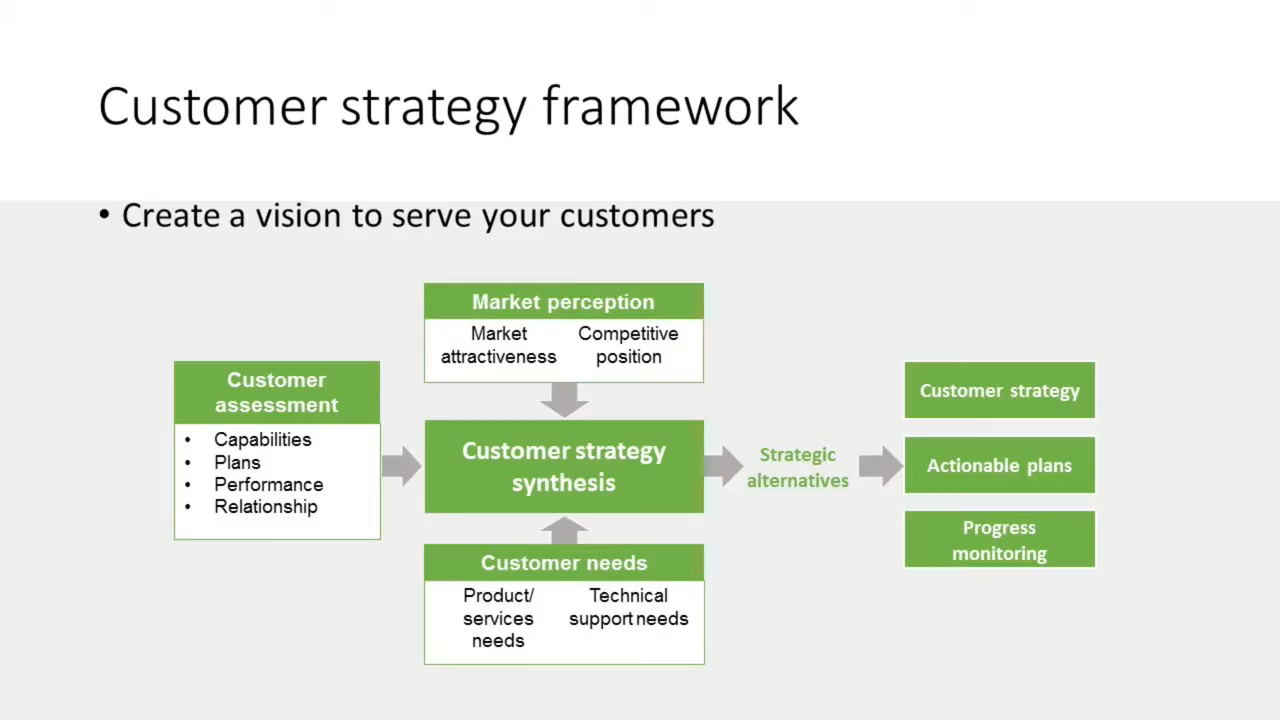 Customer strategy framework
• Create a vision to serve your customers
Market perception
Market
attractiveness
Competitive
position
Customer
assessment
• Capabilities
• Plans
• Performance
• Relationship
Customer strategy
synthesis
Strategic
alternatives
Customer strategy
Actionable plans
Progress
monitoring
Customer needs
Product/
services
needs
Technical
support needs